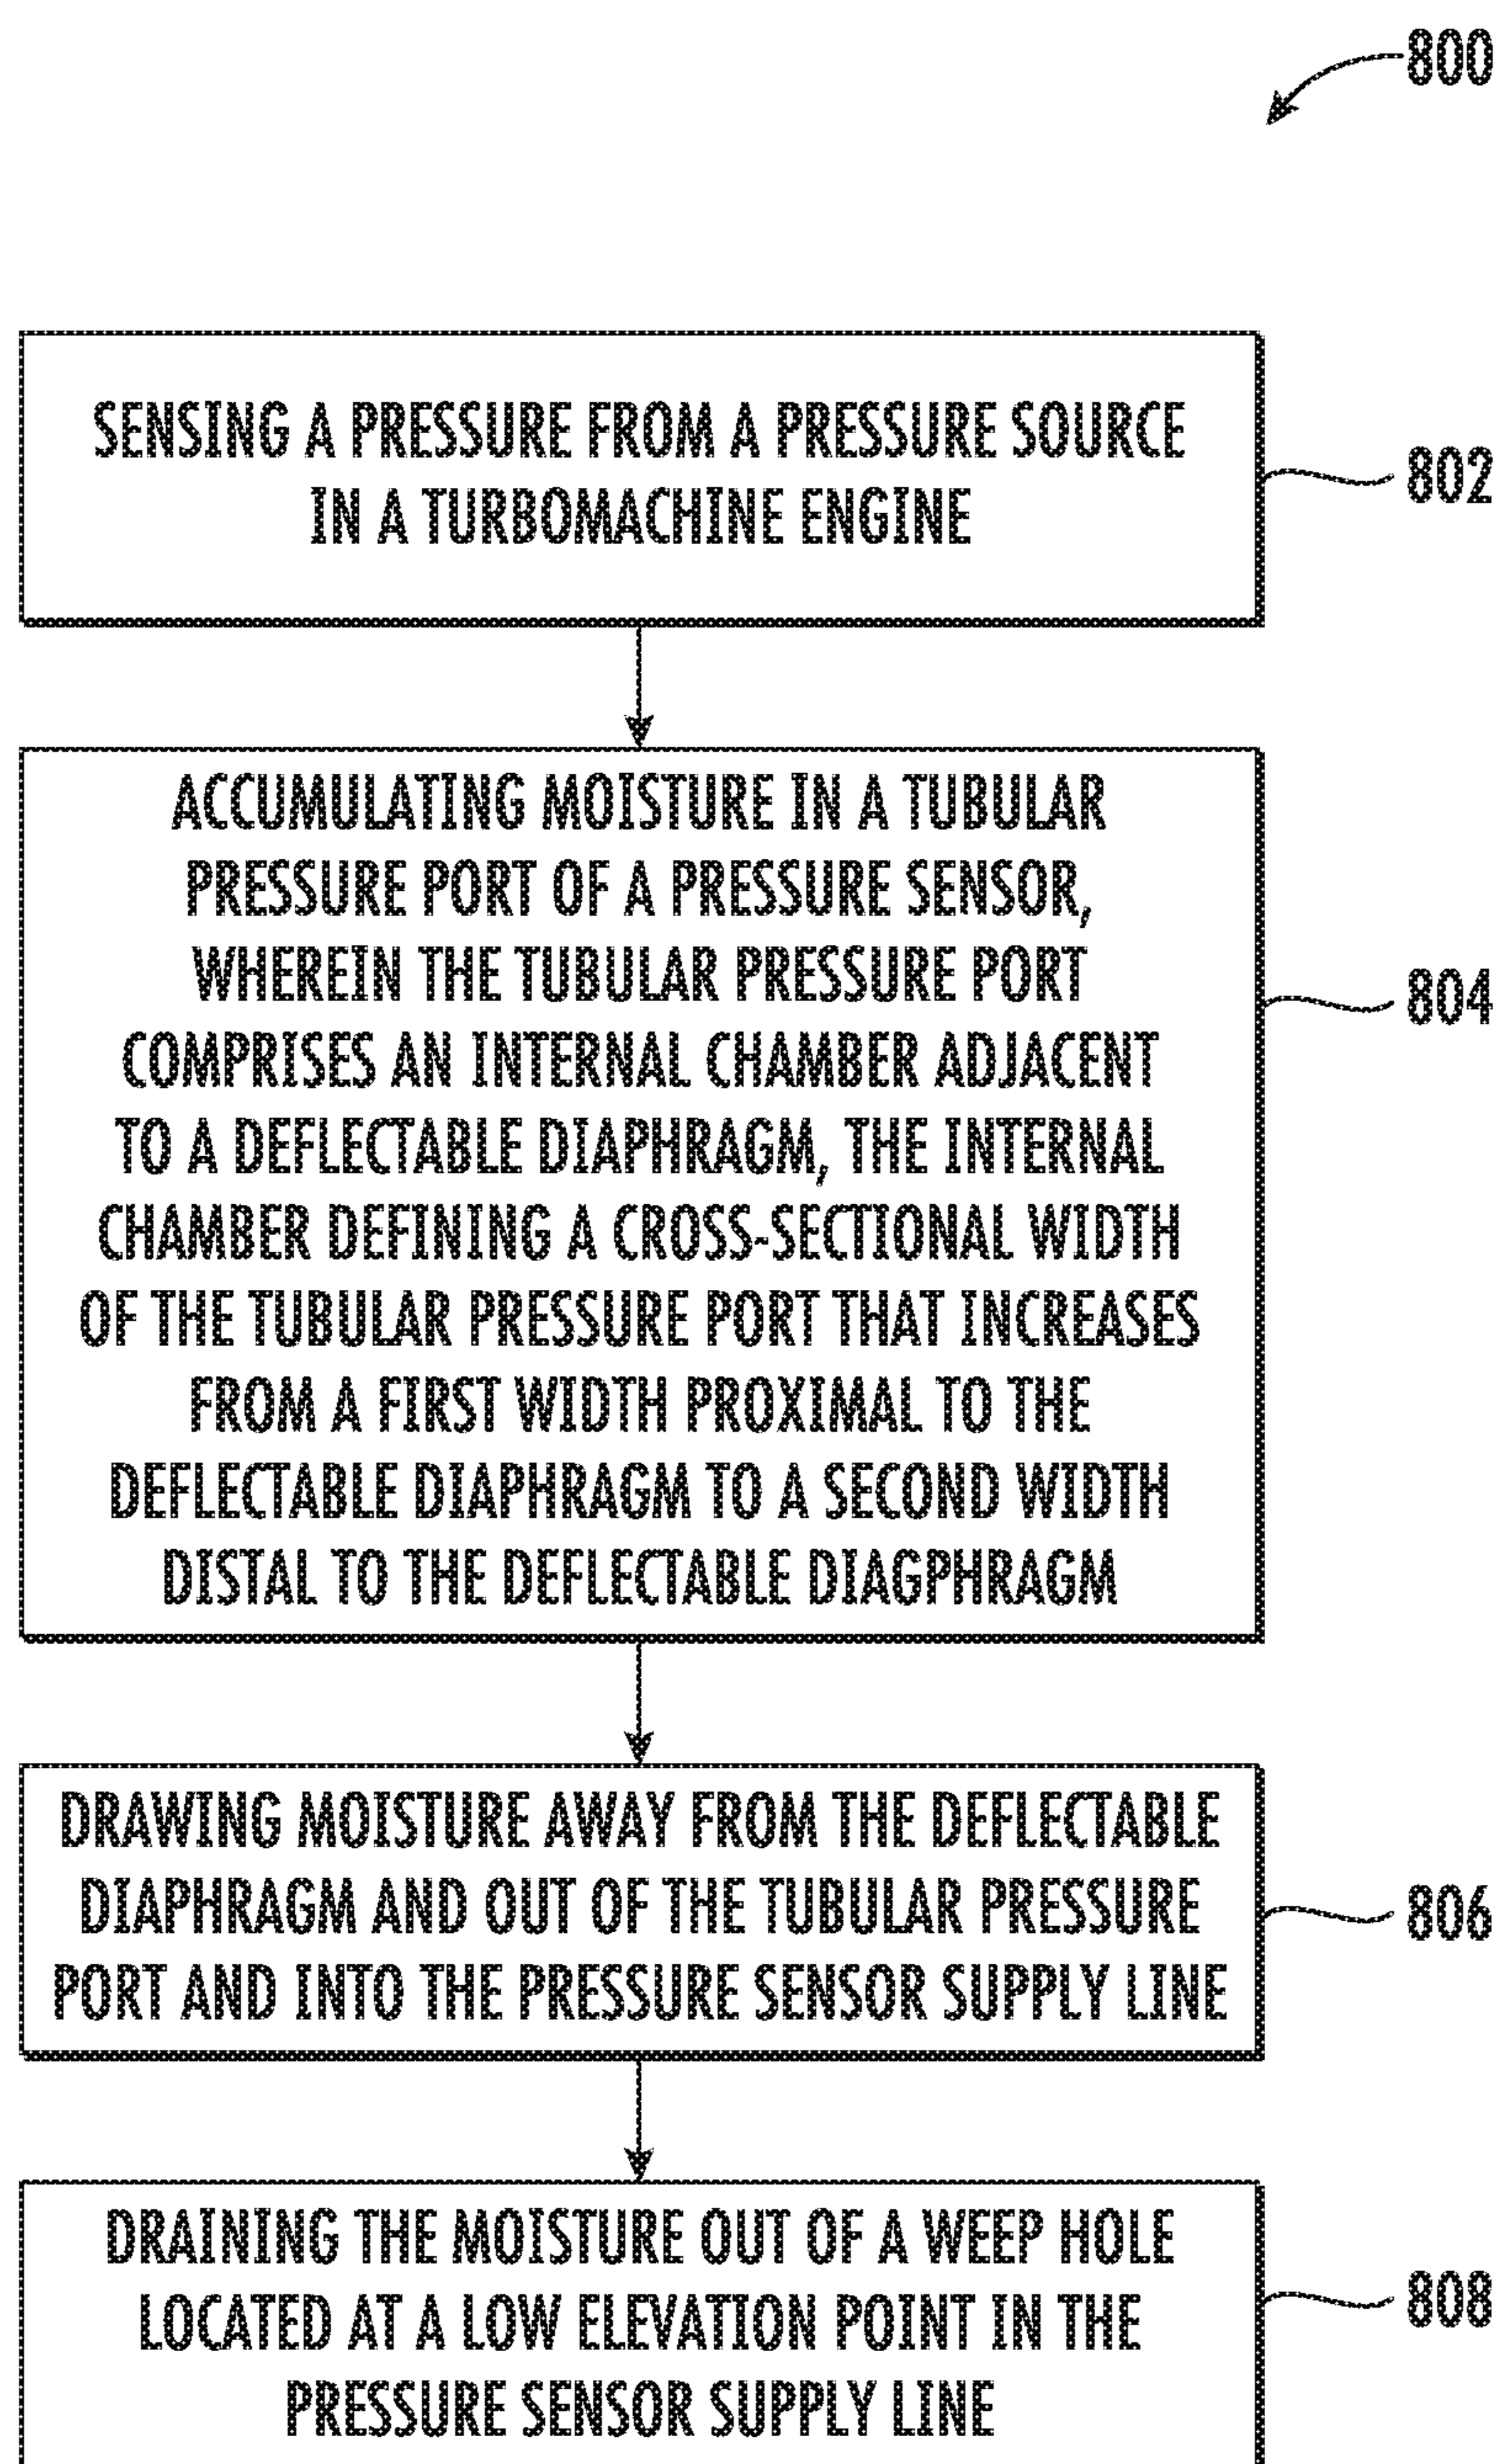 800
SENSING A PRESSURE FROM A PRESSURE SOURCE
IN A TURBOMACHINE ENGINE
802
ACCUMULATING MOISTURE IN A TUBULAR
PRESSURE PORT OF A PRESSURE SENSOR,
WHEREIN THE TUBULAR PRESSURE PORT
COMPRISES AN INTERNAL CHAMBER ADJACENT
TO A DEFLECTABLE DIAPHRAGM, THE INTERNAL
CHAMBER DEFINING A CROSS-SECTIONAL WIDTH
OF THE TUBULAR PRESSURE PORT THAT INCREASES
FROM A FIRST WIDTH PROXIMAL TO THE
DEFLECTABLE DIAPHRAGM TO A SECOND WIDTH
DISTAL TO THE DEFLECTABLE DIAGPHRAGM
804
DRAWING MOISTURE AWAY FROM THE DEFLECTABLE
DIAPHRAGM AND OUT OF THE TUBULAR PRESSURE
PORT AND INTO THE PRESSURE SENSOR SUPPLY LINE
806
DRAINING THE MOISTURE OUT OF A WEEP HOLE
LOCATED AT A LOW ELEVATION POINT IN THE
PRESSURE SENSOR SUPPLY LINE
808